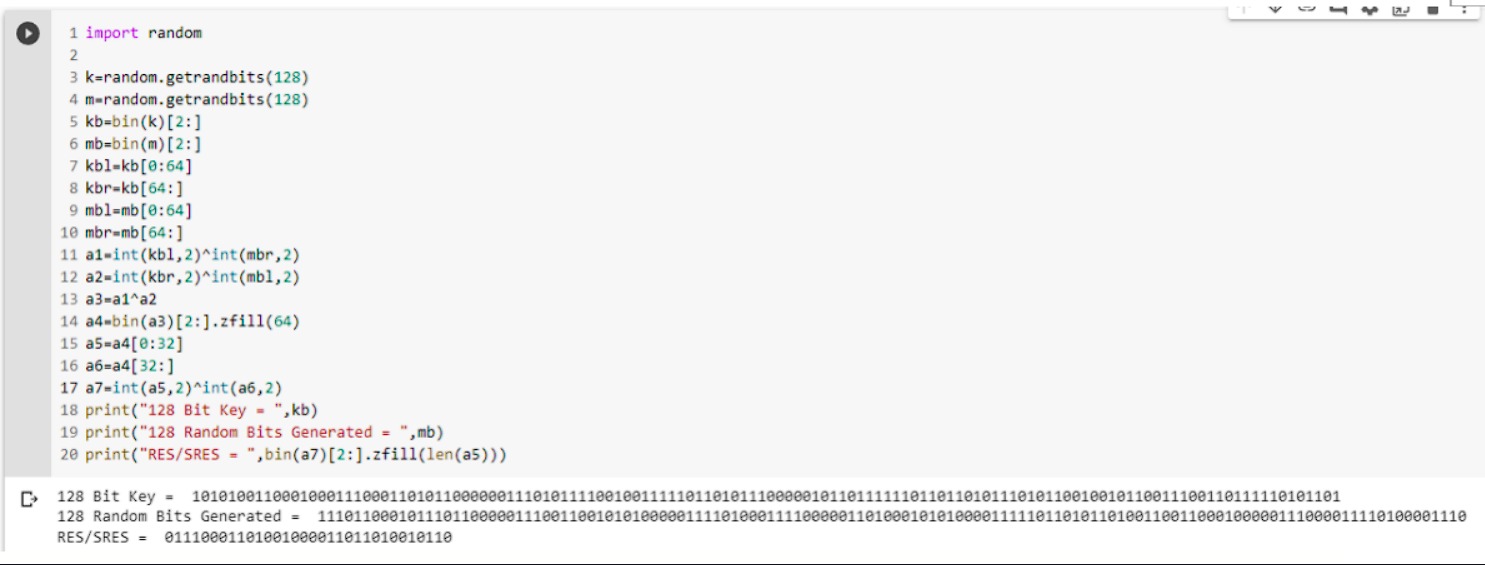 1 import random
2
3 k=random.getrandbits(128)
4 m=random.getrandbits(128)
5 kb=bin(k)[2:]
6 mb=bin(m)[2:]
7 kbl=kb[0:64]
8 kbr=kb[64:]
9 mbl=mb[0:64]
10 mbr=mb[64:]
11 a1=int(kbl,2)^int(mbr,2)
12 a2=int(kbr,2)^int(mbl,2)
13 a3=a1^a2
14 a4=bin(a3)[2:].zfill(64)
15 a5=a4[0:32]
16 a6=a4[32:]
17 a7=int(a5,2)^int(a6,2)
18 print("128 Bit Key = ",kb)
19 print("128 Random Bits Generated = ",mb)
20 print("RES/SRES = ",bin(a7)[2:].zfill(len(a5)))
128 Bit Key =
128 Random Bits Generated =
RES/SRES = 01110001101001000011011010010110